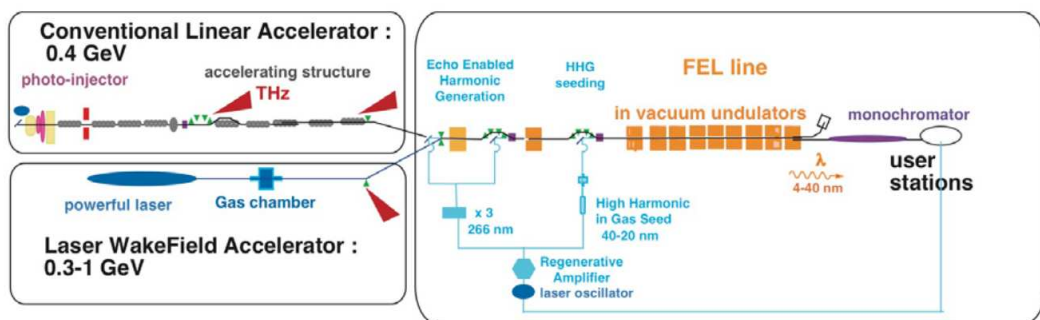 Conventional Linear Accelerator :
0.4 GeV
photo-injector
accelerating structure
THz
powerful laser
Gas chamber
Laser WakeField Accelerator :
0.3-1 GeV
Echo Enabled
Harmonic
Generation
HHG
seeding
FEL line
in vacuum undulators
monochromator
λ
4-40 nm
user
stations
x 3
266 nm
High Harmonic
in Gas Seed
40-20 nm
Regenerative
Amplifier
laser oscillator